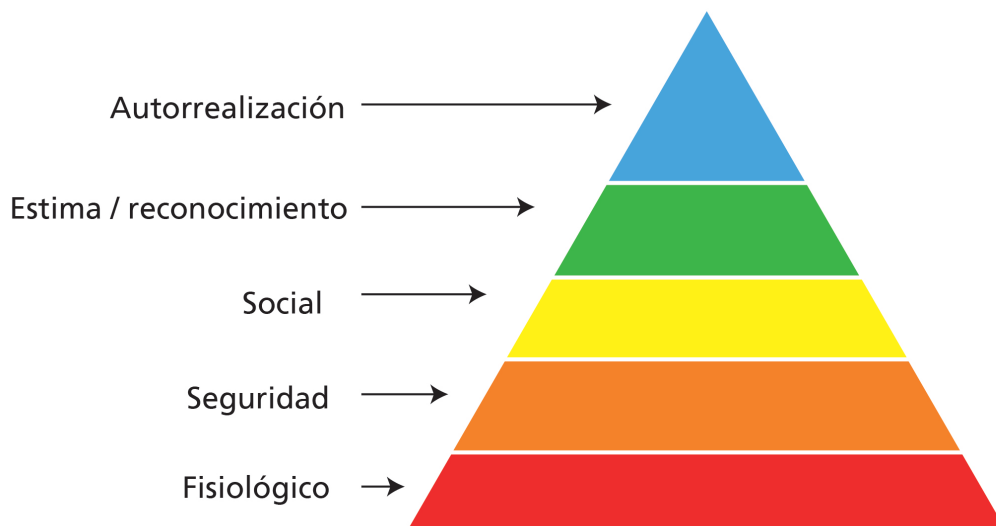 Autorrealización
Estima / reconocimiento
Social
Seguridad
Fisiológico